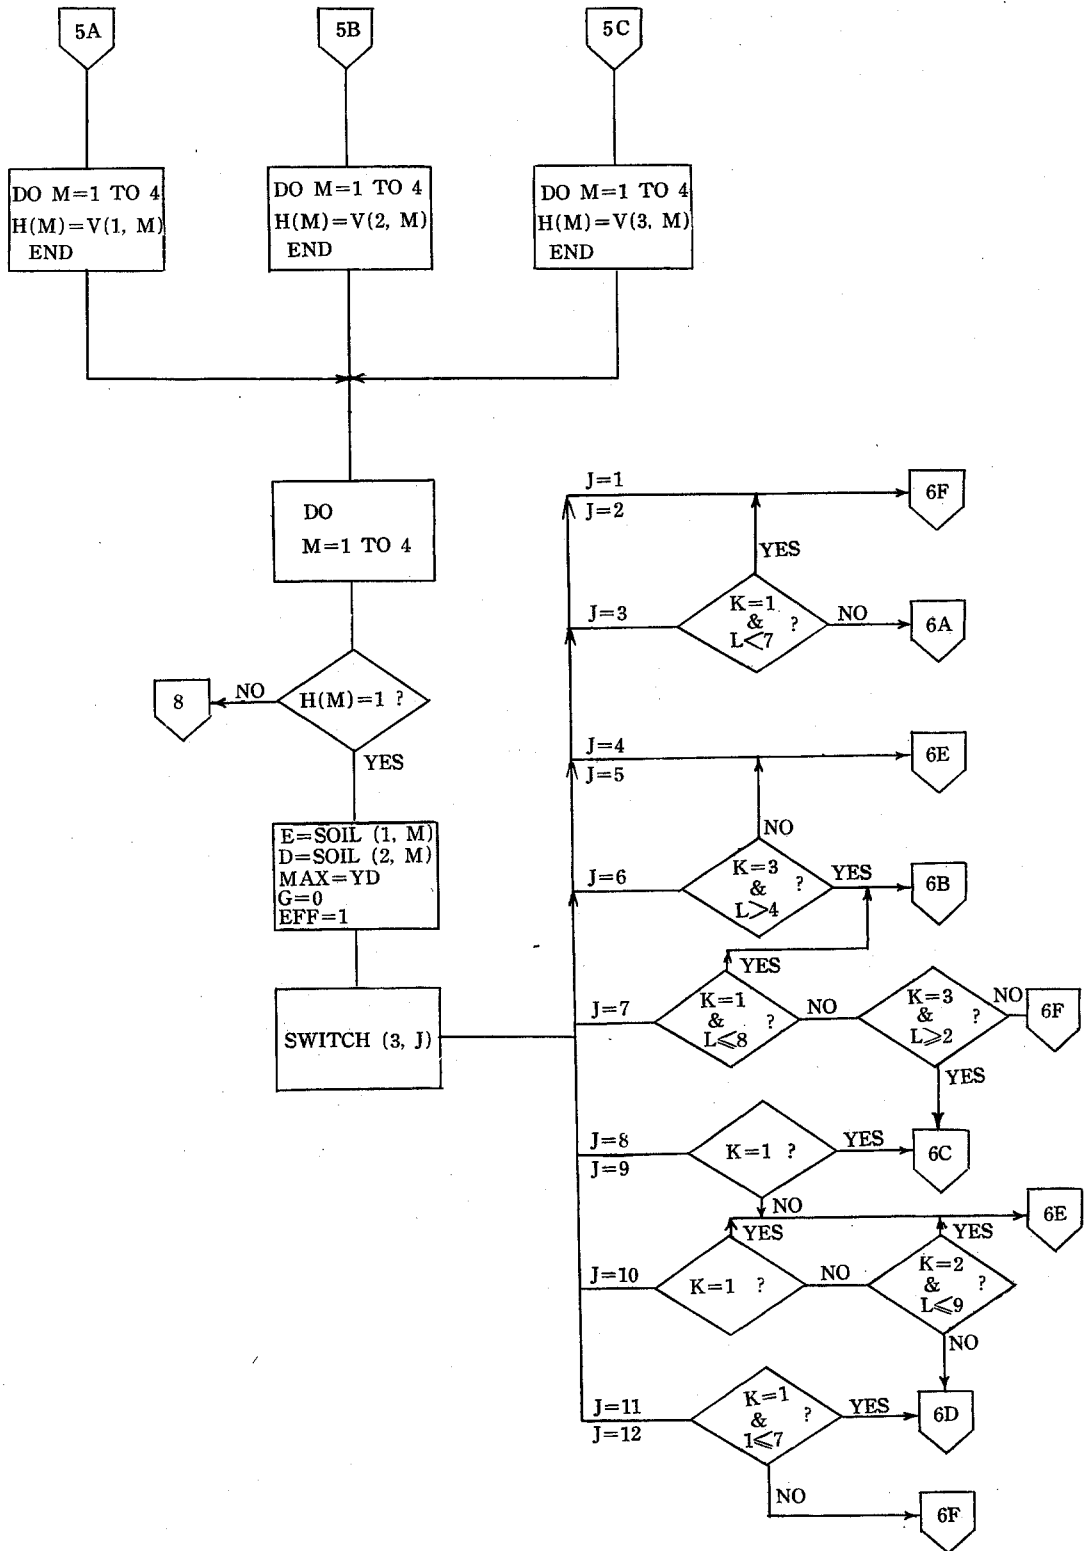 5A
5B
5C
DO M=1 TO 4
H(M)=V(1, M)
END
DO M=1 TO 4
H(M)=V(2, M)
END
DO M=1 TO 4
H(M)=V(3, M)
END
DO
M=1 TO 4
H(M)=1 ?
NO
8
YES
E=SOIL (1, M)
D=SOIL (2, M)
MAX=YD
G=0
EFF=1
SWITCH (3, J)
J=1
J=2
6F
YES
J=3
K=1
&
L<7
?
NO
6A
J=4
J=5
6E
NO
J=6
K=3
&
L>4
?
YES
6B
YES
J=7
K=1
&
L⩽8
?
NO
K=3
&
L⩾2
?
NO
6F
YES
J=8
J=9
K=1 ?
YES
6C
NO
6E
YES
YES
J=10
K=1 ?
NO
K=2
&
L⩽9
?
NO
J=11
J=12
K=1
&
1⩽7
?
YES
6D
NO
6F